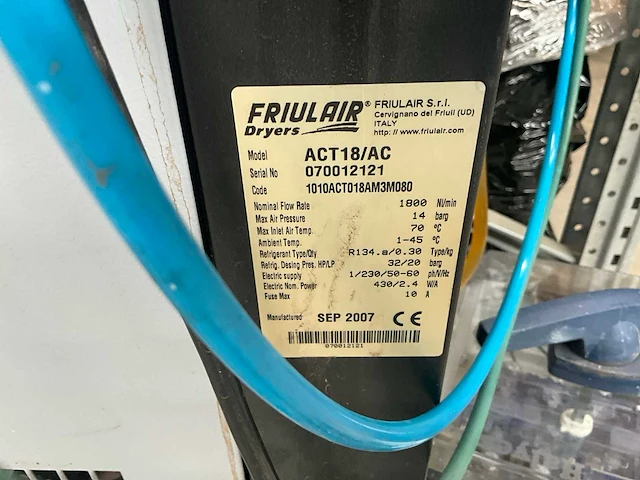 FRIULAIR® FRIULAIR S.r.l.
Dryers Cervignano del Friuli (UD)
ITALY
http: // www.friulair.com
Model ACT18/AC
Serial No 070012121
Code 1010ACT018AM3M080
Nominal Flow Rate 1800 Nl/min
Max Air Pressure 14 barg
Max Inlet Air Temp. 70 °C
Ambient Temp. 1-45 °C
Refrigerant Type/Qty R134.a/0.30 Type/kg
Refrig. Desing Pres. HP/LP 32/20 barg
Electric supply 1/230/50-60 ph/V/Hz
Electric Nom. Power 430/2.4 W/A
Fuse Max 10 A
Manufactured SEP 2007 CE
070012121